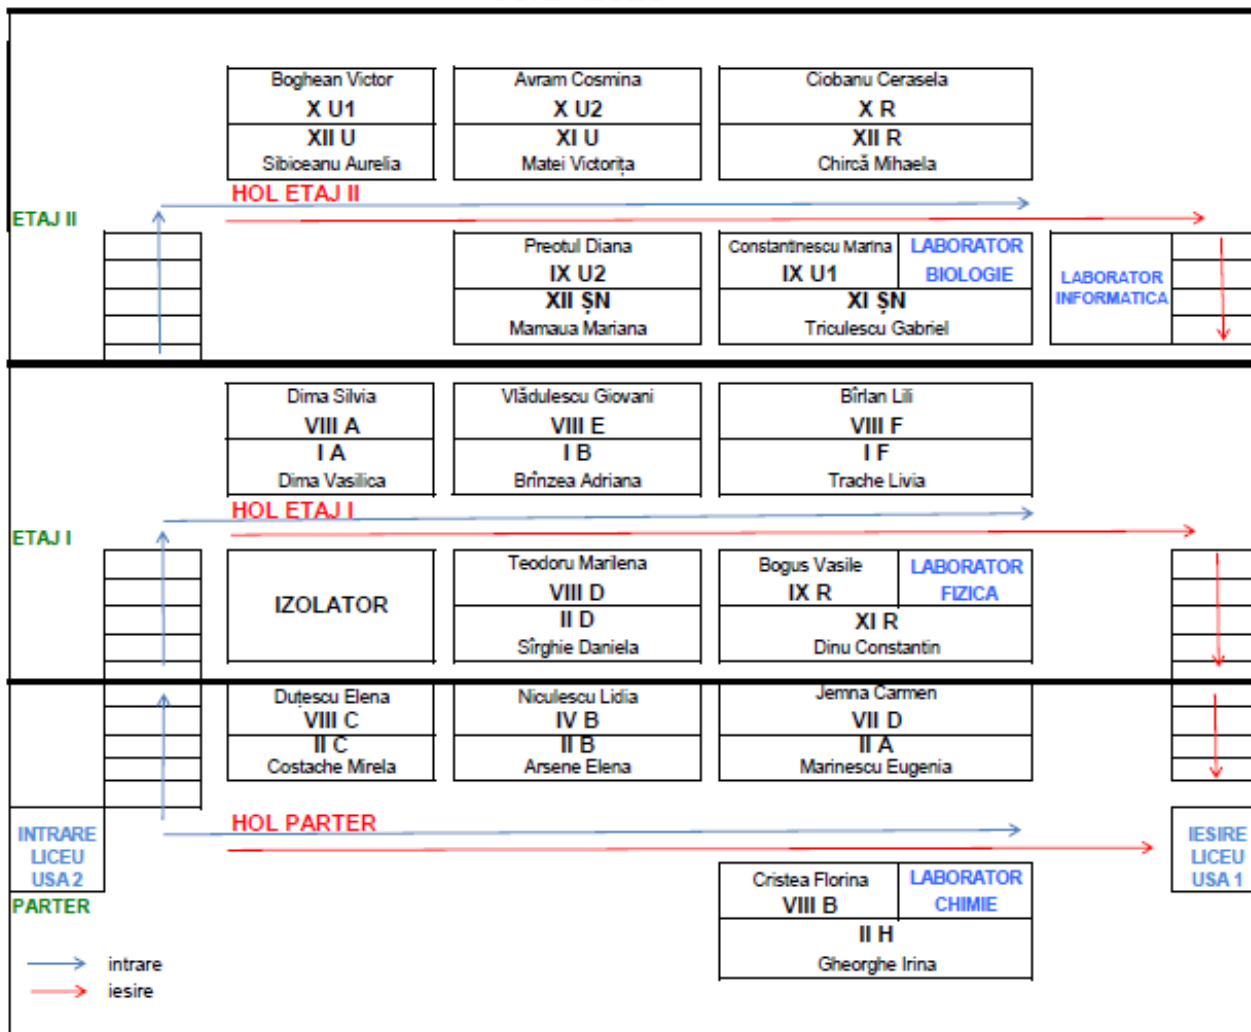 Boghean Victor
X U1
XII U
Sibiceanu Aurelia
Avram Cosmina
X U2
XI U
Matei Victorița
Ciobanu Cerasela
X R
XII R
Chircă Mihaela
HOL ETAJ II
ETAJ II
Preotul Diana
IX U2
XII ȘN
Mamaua Mariana
Constantinescu Marina
IX U1
LABORATOR
BIOLOGIE
XI ȘN
Triculescu Gabriel
LABORATOR
INFORMATICA
Dima Silvia
VIII A
I A
Dima Vasilica
Vlădulescu Giovani
VIII E
I B
Brînzea Adriana
Bîrlan Lili
VIII F
I F
Trache Livia
HOL ETAJ I
ETAJ I
IZOLATOR
Teodoru Marilena
VIII D
II D
Sîrghie Daniela
Bogus Vasile
IX R
LABORATOR
FIZICA
XI R
Dinu Constantin
Duțescu Elena
VIII C
II C
Costache Mirela
Niculescu Lidia
IV B
II B
Arsene Elena
Jemna Carmen
VII D
II A
Marinescu Eugenia
HOL PARTER
INTRARE
LICEU
USA 2
IESIRE
LICEU
USA 1
PARTER
Cristea Florina
VIII B
LABORATOR
CHIMIE
II H
Gheorghe Irina
intrare
iesire